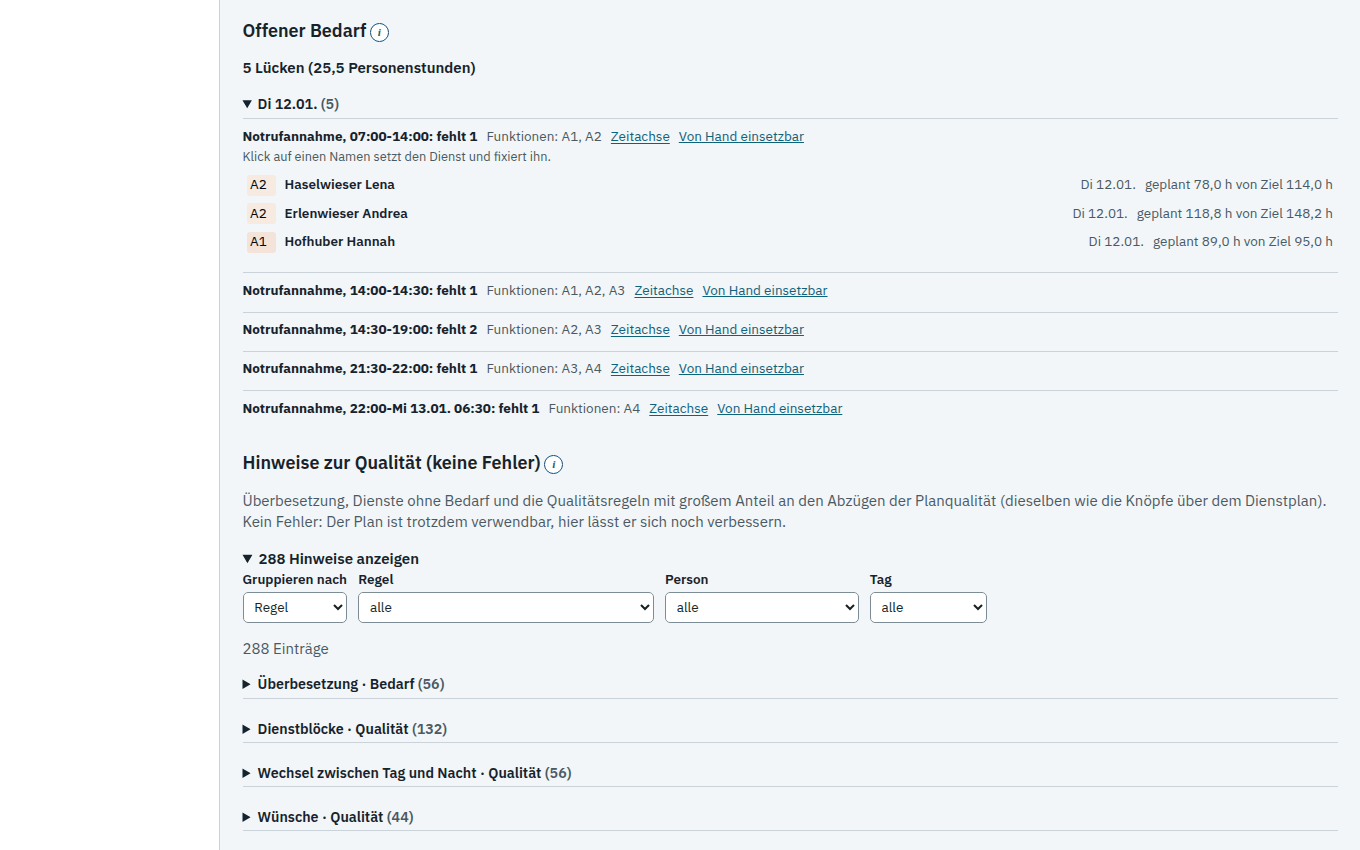 Offener Bedarf i
5 Lücken (25,5 Personenstunden)
▼ Di 12.01. (5)
Notrufannahme, 07:00-14:00: fehlt 1 Funktionen: A1, A2 Zeitachse Von Hand einsetzbar
Klick auf einen Namen setzt den Dienst und fixiert ihn.
A2 Haselwieser Lena Di 12.01. geplant 78,0 h von Ziel 114,0 h
A2 Erlenwieser Andrea Di 12.01. geplant 118,8 h von Ziel 148,2 h
A1 Hofhuber Hannah Di 12.01. geplant 89,0 h von Ziel 95,0 h
Notrufannahme, 14:00-14:30: fehlt 1 Funktionen: A1, A2, A3 Zeitachse Von Hand einsetzbar
Notrufannahme, 14:30-19:00: fehlt 2 Funktionen: A2, A3 Zeitachse Von Hand einsetzbar
Notrufannahme, 21:30-22:00: fehlt 1 Funktionen: A3, A4 Zeitachse Von Hand einsetzbar
Notrufannahme, 22:00-Mi 13.01. 06:30: fehlt 1 Funktionen: A4 Zeitachse Von Hand einsetzbar
Hinweise zur Qualität (keine Fehler) i
Überbesetzung, Dienste ohne Bedarf und die Qualitätsregeln mit großem Anteil an den Abzügen der Planqualität (dieselben wie die Knöpfe über dem Dienstplan).
Kein Fehler: Der Plan ist trotzdem verwendbar, hier lässt er sich noch verbessern.
▼ 288 Hinweise anzeigen
Gruppieren nach Regel Person Tag
Regel alle alle alle
288 Einträge
▶ Überbesetzung · Bedarf (56)
▶ Dienstblöcke · Qualität (132)
▶ Wechsel zwischen Tag und Nacht · Qualität (56)
▶ Wünsche · Qualität (44)